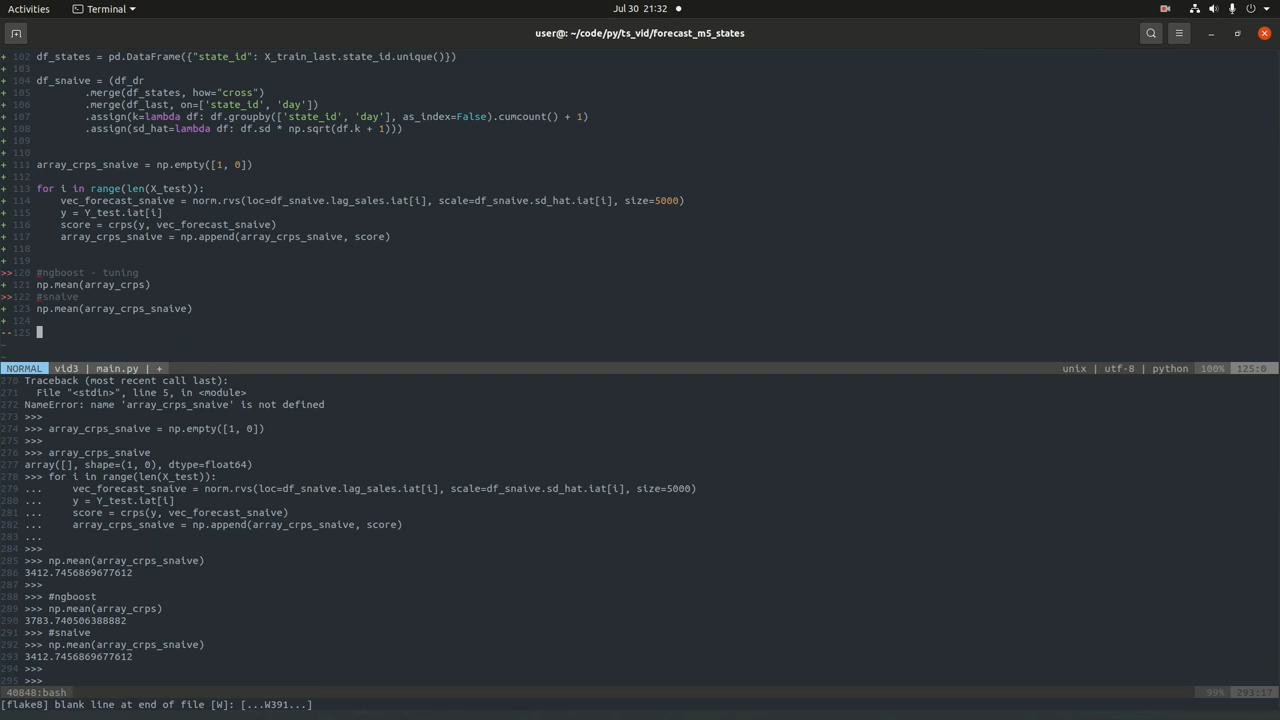 Activities
Terminal
Jul 30 21:32
user@: ~/code/py/ts_vid/forecast_m5_states
+ 102 df_states = pd.DataFrame({"state_id": X_train_last.state_id.unique()})
+ 103
+ 104 df_snaive = (df_dr
+ 105         .merge(df_states, how="cross")
+ 106         .merge(df_last, on=['state_id', 'day'])
+ 107         .assign(k=lambda df: df.groupby(['state_id', 'day'], as_index=False).cumcount() + 1)
+ 108         .assign(sd_hat=lambda df: df.sd * np.sqrt(df.k + 1)))
+ 109
+ 110
+ 111 array_crps_snaive = np.empty([1, 0])
+ 112
+ 113 for i in range(len(X_test)):
+ 114     vec_forecast_snaive = norm.rvs(loc=df_snaive.lag_sales.iat[i], scale=df_snaive.sd_hat.iat[i], size=5000)
+ 115     y = Y_test.iat[i]
+ 116     score = crps(y, vec_forecast_snaive)
+ 117     array_crps_snaive = np.append(array_crps_snaive, score)
+ 118
+ 119
>>120 #ngboost - tuning
+ 121 np.mean(array_crps)
>>122 #snaive
+ 123 np.mean(array_crps_snaive)
+ 124
--125
~
~
NORMAL vid3 | main.py | + unix | utf-8 | python 100% 125:0
270 Traceback (most recent call last):
271   File "<stdin>", line 5, in <module>
272 NameError: name 'array_crps_snaive' is not defined
273 >>>
274 >>> array_crps_snaive = np.empty([1, 0])
275 >>>
276 >>> array_crps_snaive
277 array([], shape=(1, 0), dtype=float64)
278 >>> for i in range(len(X_test)):
279 ...     vec_forecast_snaive = norm.rvs(loc=df_snaive.lag_sales.iat[i], scale=df_snaive.sd_hat.iat[i], size=5000)
280 ...     y = Y_test.iat[i]
281 ...     score = crps(y, vec_forecast_snaive)
282 ...     array_crps_snaive = np.append(array_crps_snaive, score)
283 ...
284 >>>
285 >>> np.mean(array_crps_snaive)
286 3412.7456869677612
287 >>>
288 >>> #ngboost
289 >>> np.mean(array_crps)
290 3783.740506388882
291 >>> #snaive
292 >>> np.mean(array_crps_snaive)
293 3412.7456869677612
294 >>>
295 >>>
40848:bash 99% 293:17
[flake8] blank line at end of file [W]: [...W391...]